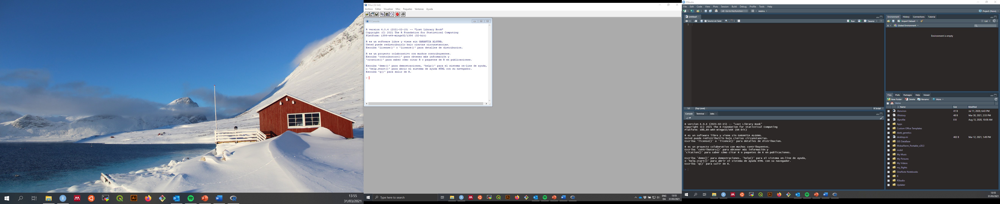 13:55
31/03/2021
RGui (32-bit)
Archivo Editar Visualizar Misc Paquetes Ventanas Ayuda
R Console
R version 4.0.4 (2021-02-15) -- "Lost Library Book"
Copyright (C) 2021 The R Foundation for Statistical Computing
Platform: i386-w64-mingw32/i386 (32-bit)
R es un software libre y viene sin GARANTIA ALGUNA.
Usted puede redistribuirlo bajo ciertas circunstancias.
Escriba 'license()' o 'licence()' para detalles de distribucion.
R es un proyecto colaborativo con muchos contribuyentes.
Escriba 'contributors()' para obtener más información y
'citation()' para saber cómo citar R o paquetes de R en publicaciones.
Escriba 'demo()' para demostraciones, 'help()' para el sistema on-line de ayuda,
o 'help.start()' para abrir el sistema de ayuda HTML con su navegador.
Escriba 'q()' para salir de R.
>
Type here to search
ENG
DA
13:55
31/03/2021
RStudio
File Edit Code View Plots Session Build Debug Profile Tools Help
Go to file/function Addins
Project: (None)
Untitled1
Source on Save Run Source
1
1:1 (Top Level) R Script
Console Terminal Jobs
~/
R version 4.0.4 (2021-02-15) -- "Lost Library Book"
Copyright (C) 2021 The R Foundation for Statistical Computing
Platform: x86_64-w64-mingw32/x64 (64-bit)
R es un software libre y viene sin GARANTIA ALGUNA.
Usted puede redistribuirlo bajo ciertas circunstancias.
Escriba 'license()' o 'licence()' para detalles de distribucion.
R es un proyecto colaborativo con muchos contribuyentes.
Escriba 'contributors()' para obtener más información y
'citation()' para saber cómo citar R o paquetes de R en publicaciones.
Escriba 'demo()' para demostraciones, 'help()' para el sistema on-line de ayuda,
o 'help.start()' para abrir el sistema de ayuda HTML con su navegador.
Escriba 'q()' para salir de R.
>
Environment History Connections Tutorial
Import Dataset List
R Global Environment
Environment is empty
Files Plots Packages Help Viewer
New Folder Delete Rename More
Home
Name Size Modified
.Renviron 41 B Jul 11, 2020, 6:43 PM
.Rhistory 48 B Mar 30, 2021, 2:53 PM
.Rprofile 0 B Aug 13, 2020, 10:58 AM
Apps
Custom Office Templates
daeb_genetics
desktop.ini 402 B Mar 12, 2021, 1:49 PM
GIS DataBase
MobaXterm_Portable_v20.3
mobil
My Music
My Pictures
My Videos
my_flights
OneNote Notebooks
R
RStudio
Updater
13:55
31/03/2021